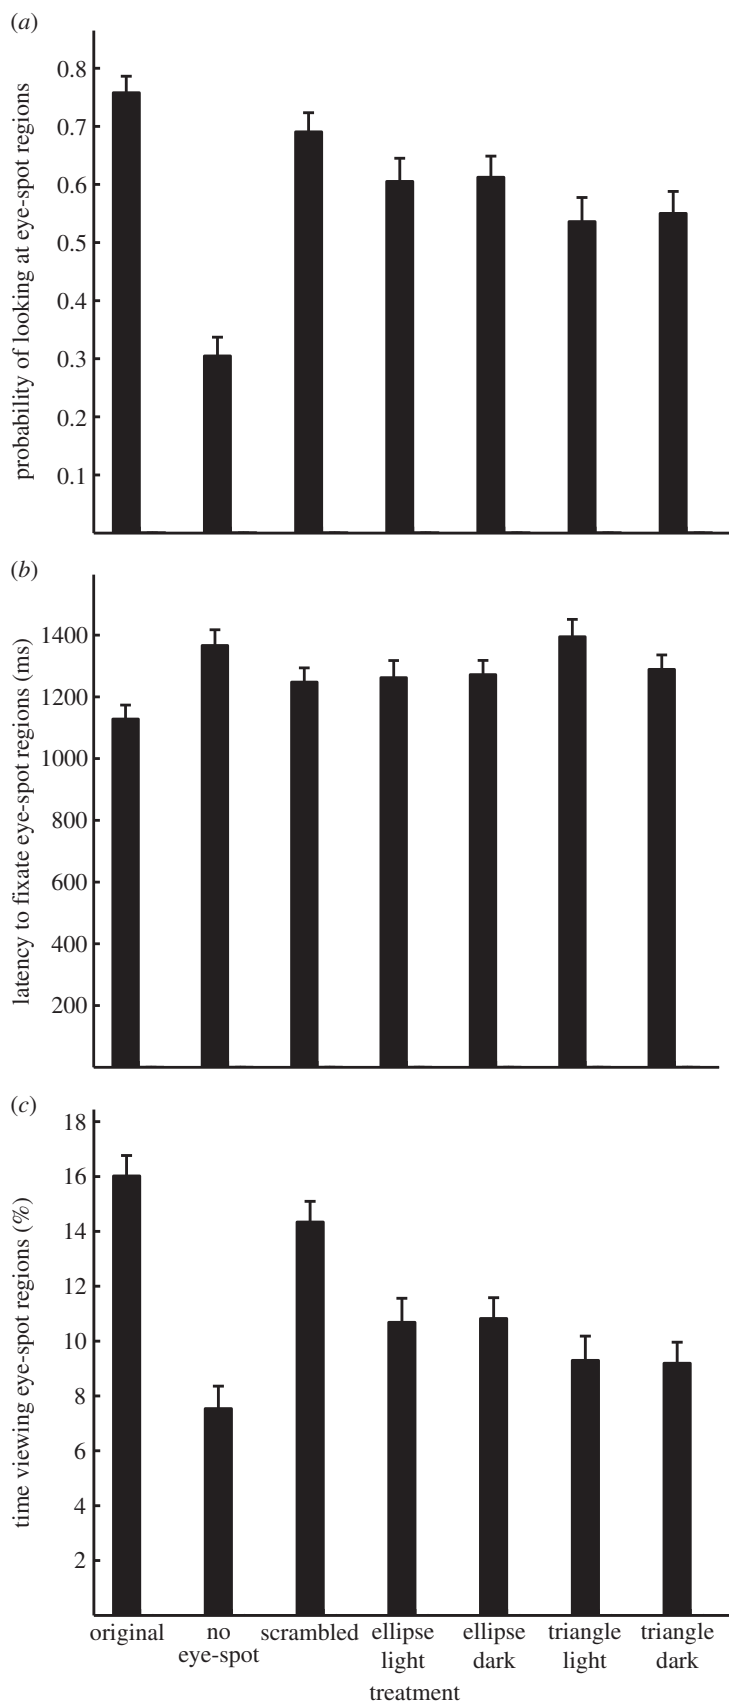 (a)
probability of looking at eye-spot regions
0.8
0.7
0.6
0.5
0.4
0.3
0.2
0.1
(b)
latency to fixate eye-spot regions (ms)
1400
1200
1000
800
600
400
200
(c)
time viewing eye-spot regions (%)
18
16
14
12
10
8
6
4
2
original
no
eye-spot
scrambled
ellipse
light
ellipse
dark
triangle
light
triangle
dark
treatment